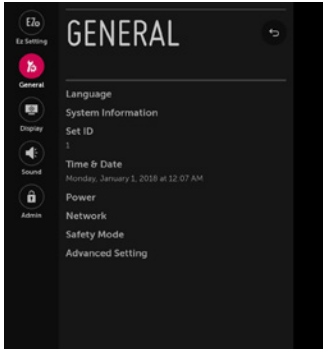 Ez Setting
General
Display
Sound
Admin
GENERAL
Language
System Information
Set ID
1
Time & Date
Monday, January 1, 2018 at 12:07 AM
Power
Network
Safety Mode
Advanced Setting